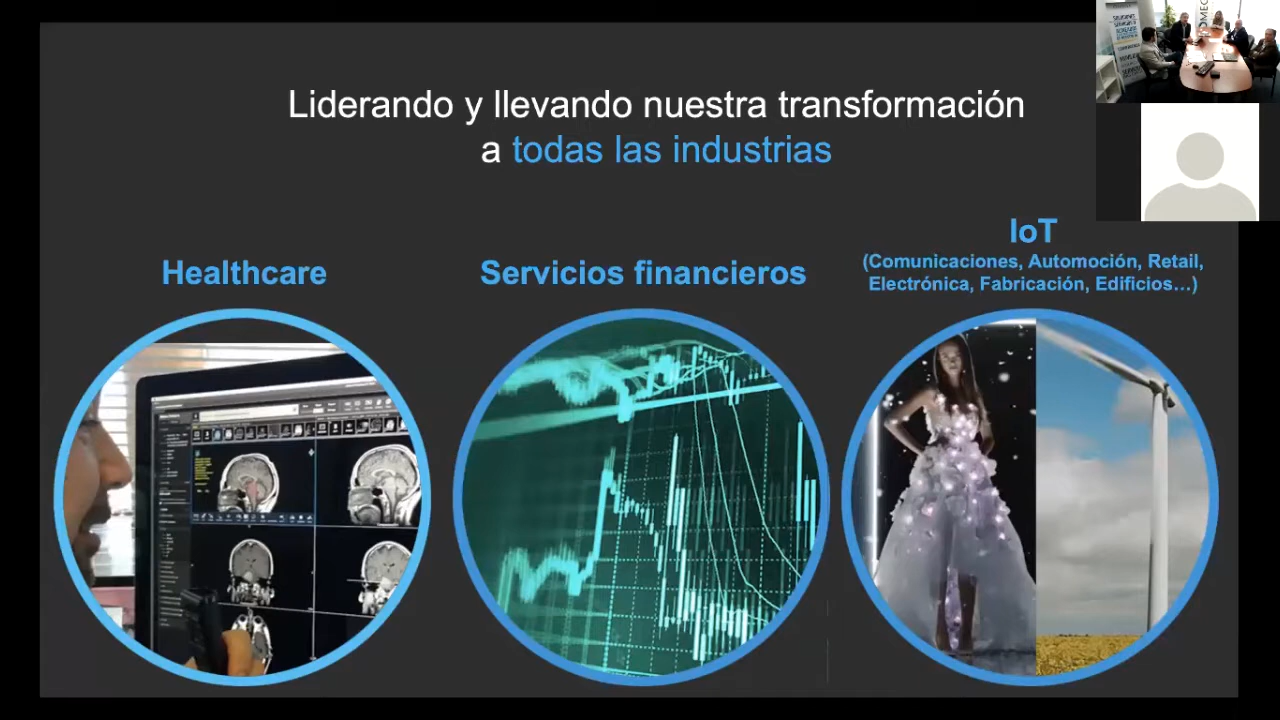 Liderando y llevando nuestra transformación
a todas las industrias
Healthcare
Servicios financieros
IoT
(Comunicaciones, Automoción, Retail,
Electrónica, Fabricación, Edificios...)